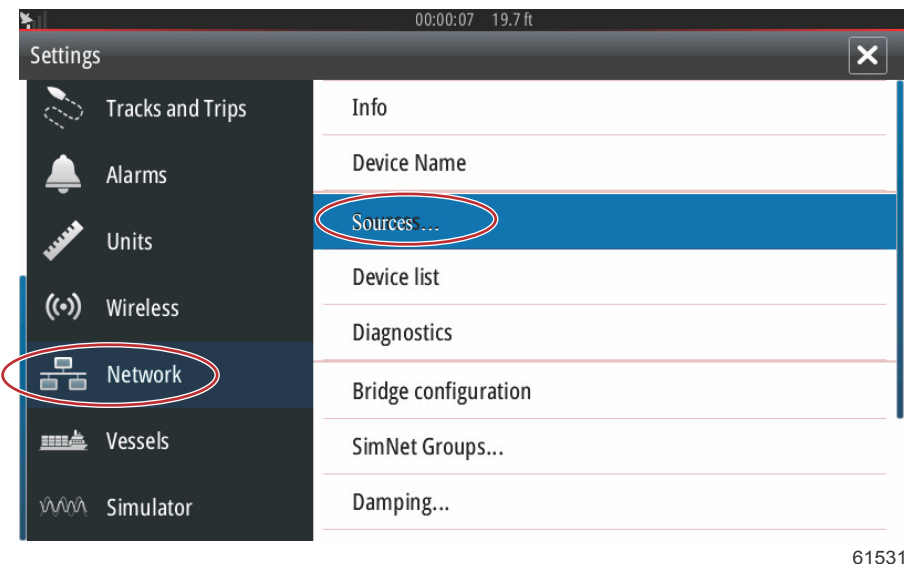 00:00:07 19.7 ft
Settings
Tracks and Trips
Alarms
Units
Wireless
Network
Vessels
Simulator
Info
Device Name
Sources...
Device list
Diagnostics
Bridge configuration
SimNet Groups...
Damping...
61531